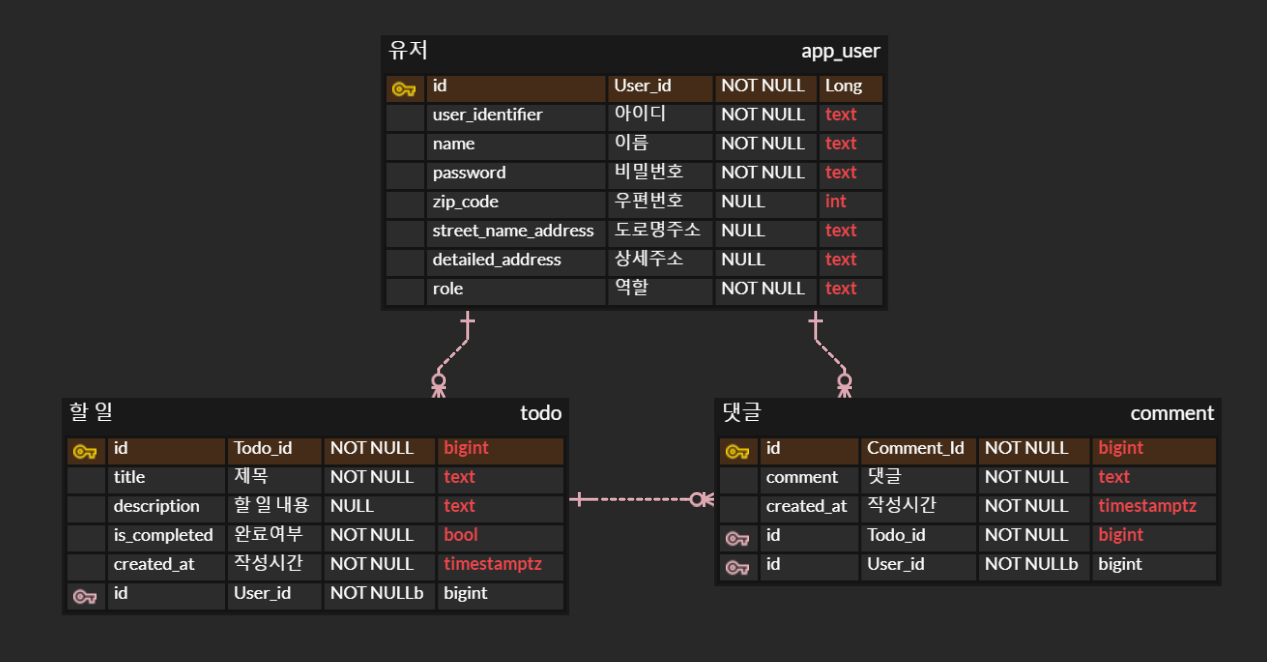 유저 app_user
id User_id NOT NULL Long
user_identifier 아이디 NOT NULL text
name 이름 NOT NULL text
password 비밀번호 NOT NULL text
zip_code 우편번호 NULL int
street_name_address 도로명주소 NULL text
detailed_address 상세주소 NULL text
role 역할 NOT NULL text
할 일 todo
id Todo_id NOT NULL bigint
title 제목 NOT NULL text
description 할 일 내용 NULL text
is_completed 완료여부 NOT NULL bool
created_at 작성시간 NOT NULL timestamptz
id User_id NOT NULLb bigint
댓글 comment
id Comment_Id NOT NULL bigint
comment 댓글 NOT NULL text
created_at 작성시간 NOT NULL timestamptz
id Todo_id NOT NULL bigint
id User_id NOT NULLb bigint